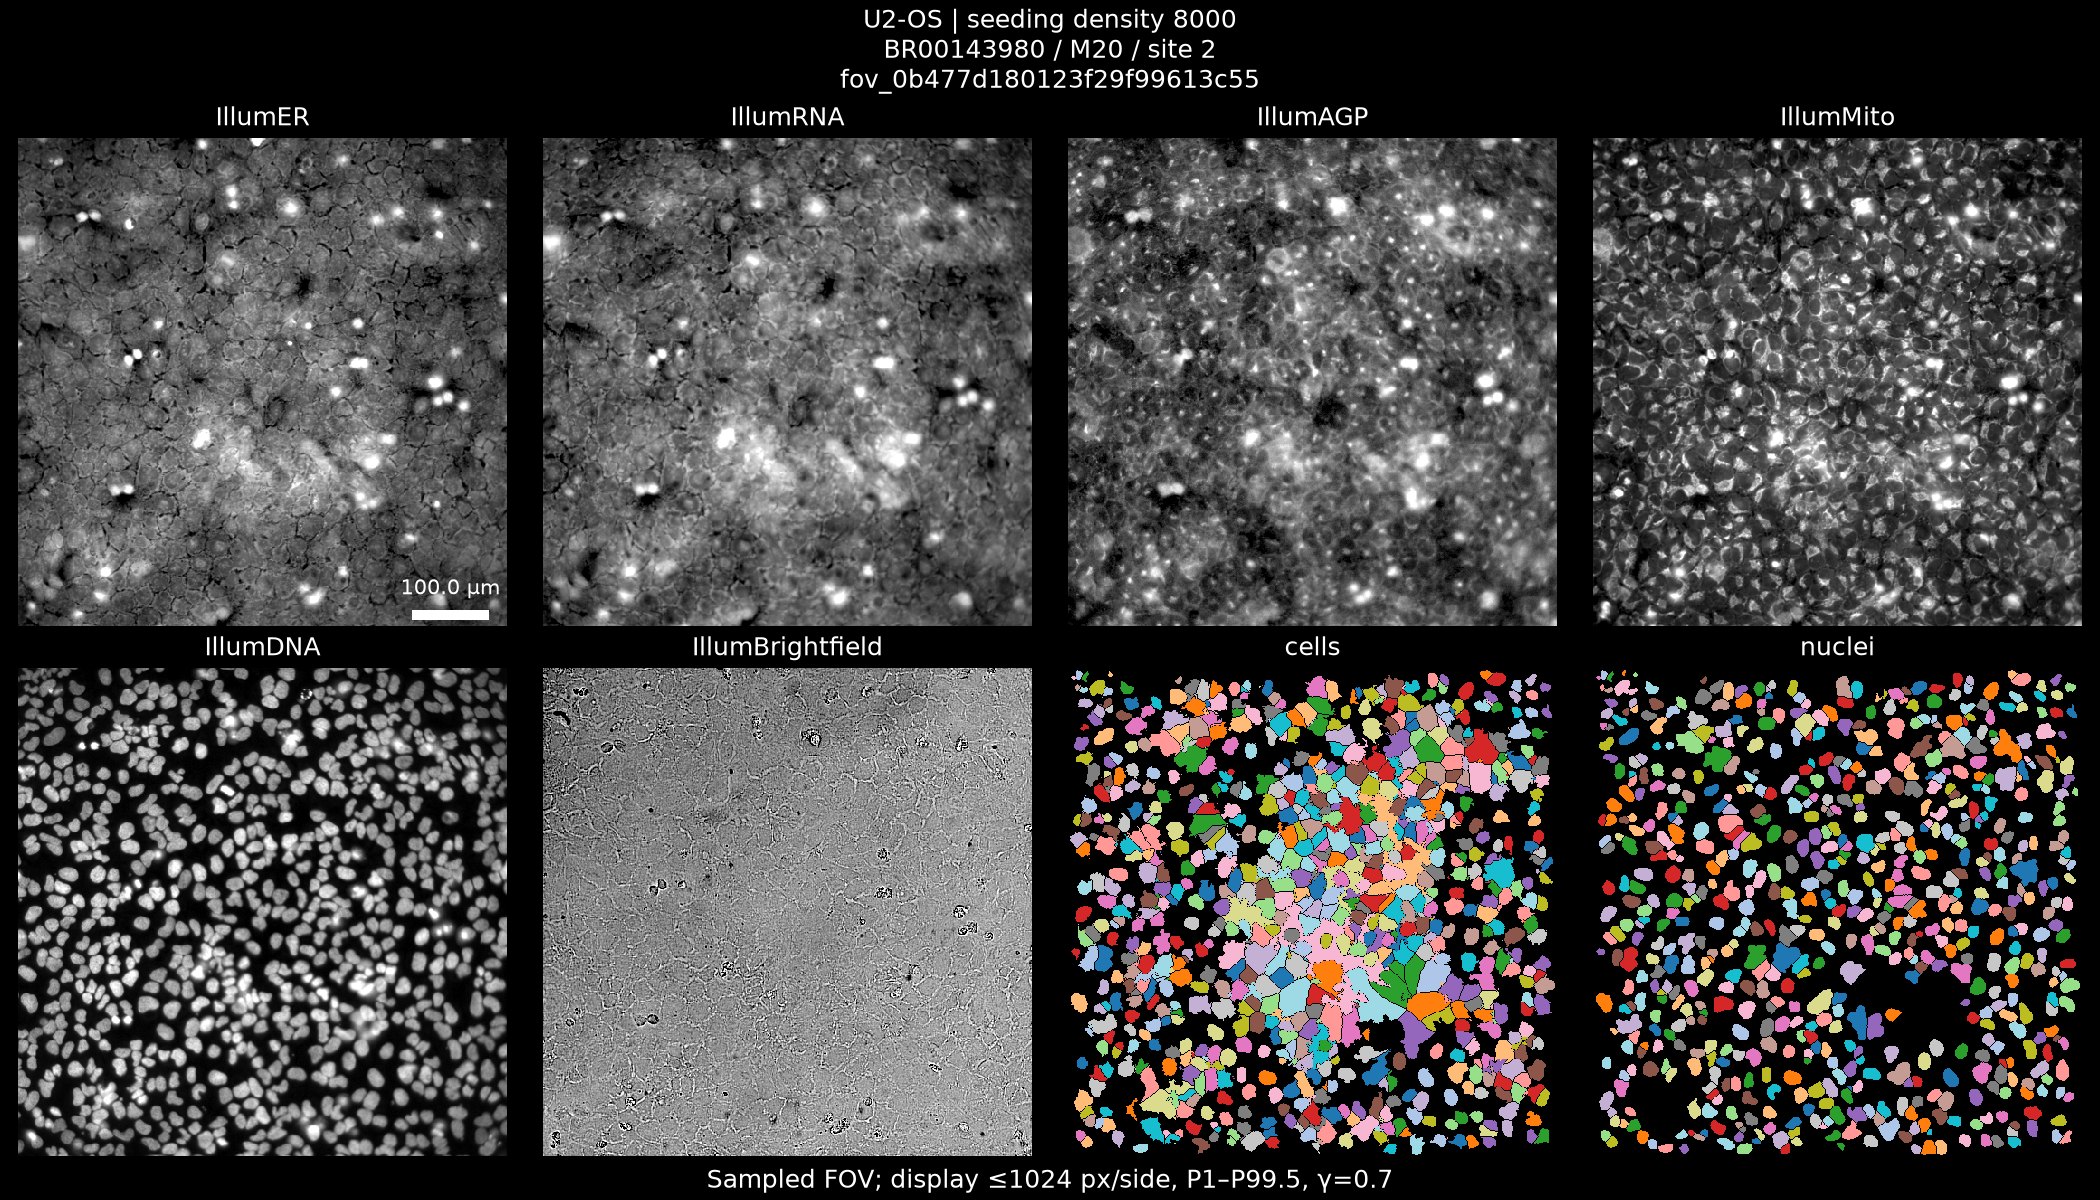 U2-OS | seeding density 8000
BR00143980 / M20 / site 2
fov_0b477d180123f29f99613c55
IllumER
IllumRNA
IllumAGP
IllumMito
100.0 µm
IllumDNA
IllumBrightfield
cells
nuclei
Sampled FOV; display ≤1024 px/side, P1–P99.5, γ=0.7